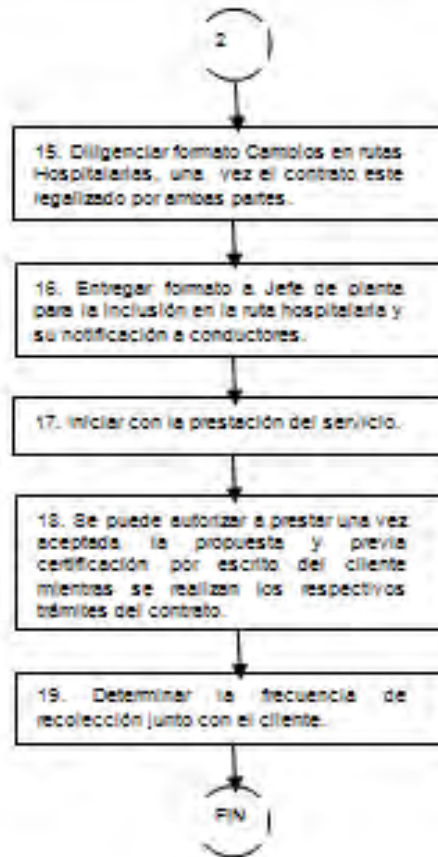 2
15. Diligenciar formato Cambios en rutas
Hospitalarias, una vez el contrato este
legalizado por ambas partes.
16. Entregar formato a Jefe de planta
para la inclusión en la ruta hospitalaria y
su notificación a conductores.
17. Iniciar con la prestación del servicio.
18. Se puede autorizar a prestar una vez
aceptada la propuesta y previa
certificación por escrito del cliente
mientras se realizan los respectivos
trámites del contrato.
19. Determinar la frecuencia de
recolección junto con el cliente.
FIN